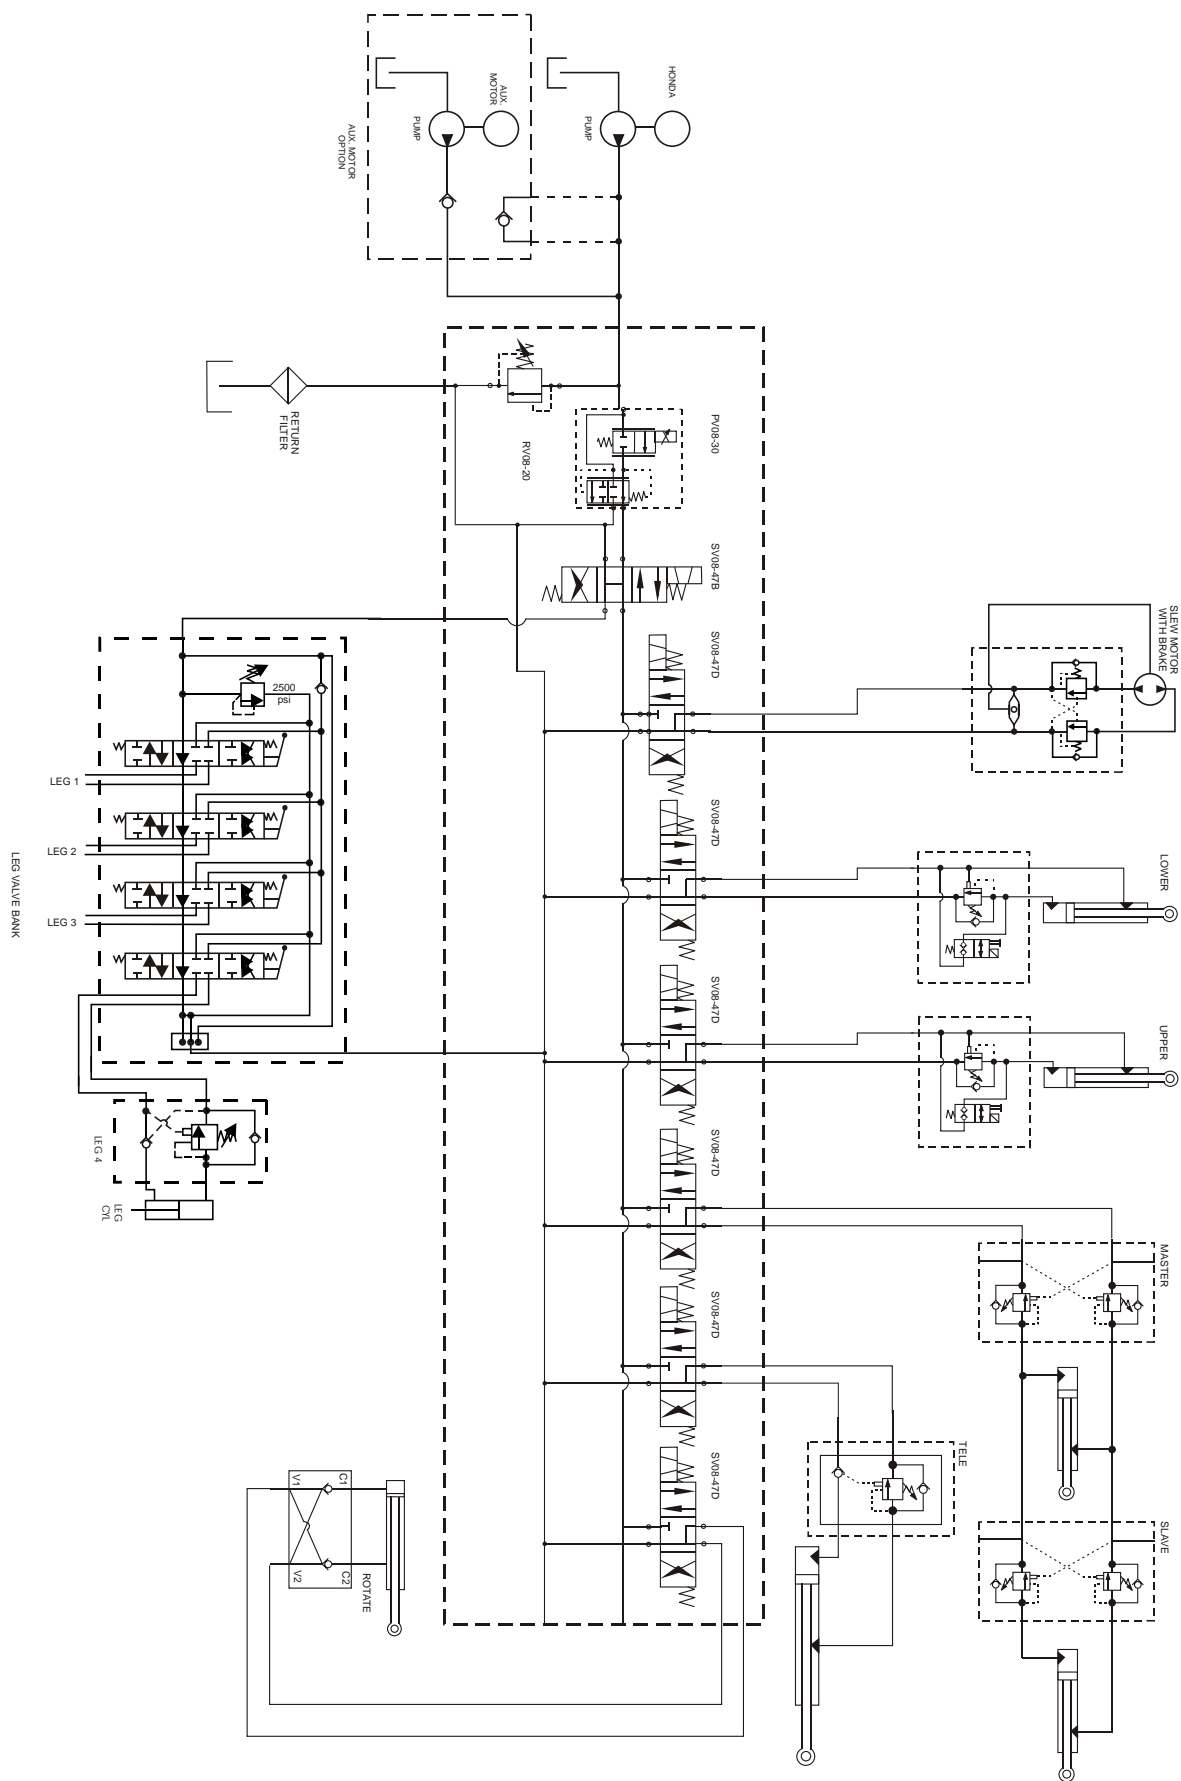 HONDA
AUX.
MOTOR
PUMP
PUMP
AUX. MOTOR
OPTION
RETURN
FILTER
RV08-20
PV08-30
SV08-47B
SV08-47D
SLEW MOTOR
WITH BRAKE
2500
psi
LEG 1
LEG 2
LEG 3
LEG VALVE BANK
SV08-47D
LOWER
SV08-47D
UPPER
LEG 4
LEG
CYL
SV08-47D
MASTER
SV08-47D
TELE
SV08-47D
SLAVE
V1
C1
V2
C2
ROTATE